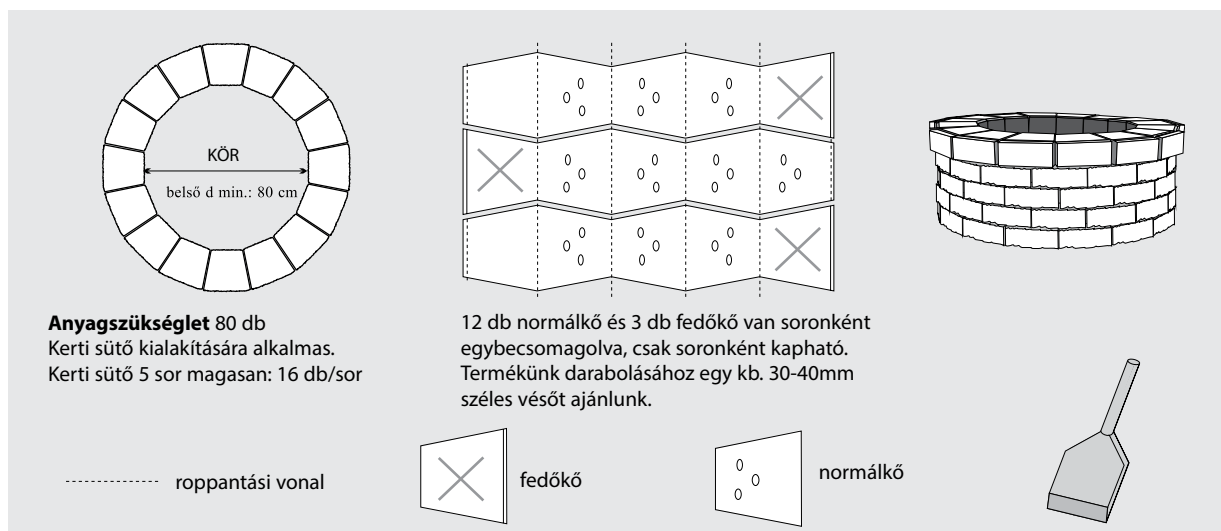 KÖR
belső d min.: 80 cm
Anyagszükséglet 80 db
Kerti sütő kialakítására alkalmas.
Kerti sütő 5 sor magasan: 16 db/sor
12 db normálkő és 3 db fedőkő van soronként
egybecsomagolva, csak soronként kapható.
Termékünk darabolásához egy kb. 30-40mm
széles vésőt ajánlunk.
roppantási vonal
fedőkő
normálkő